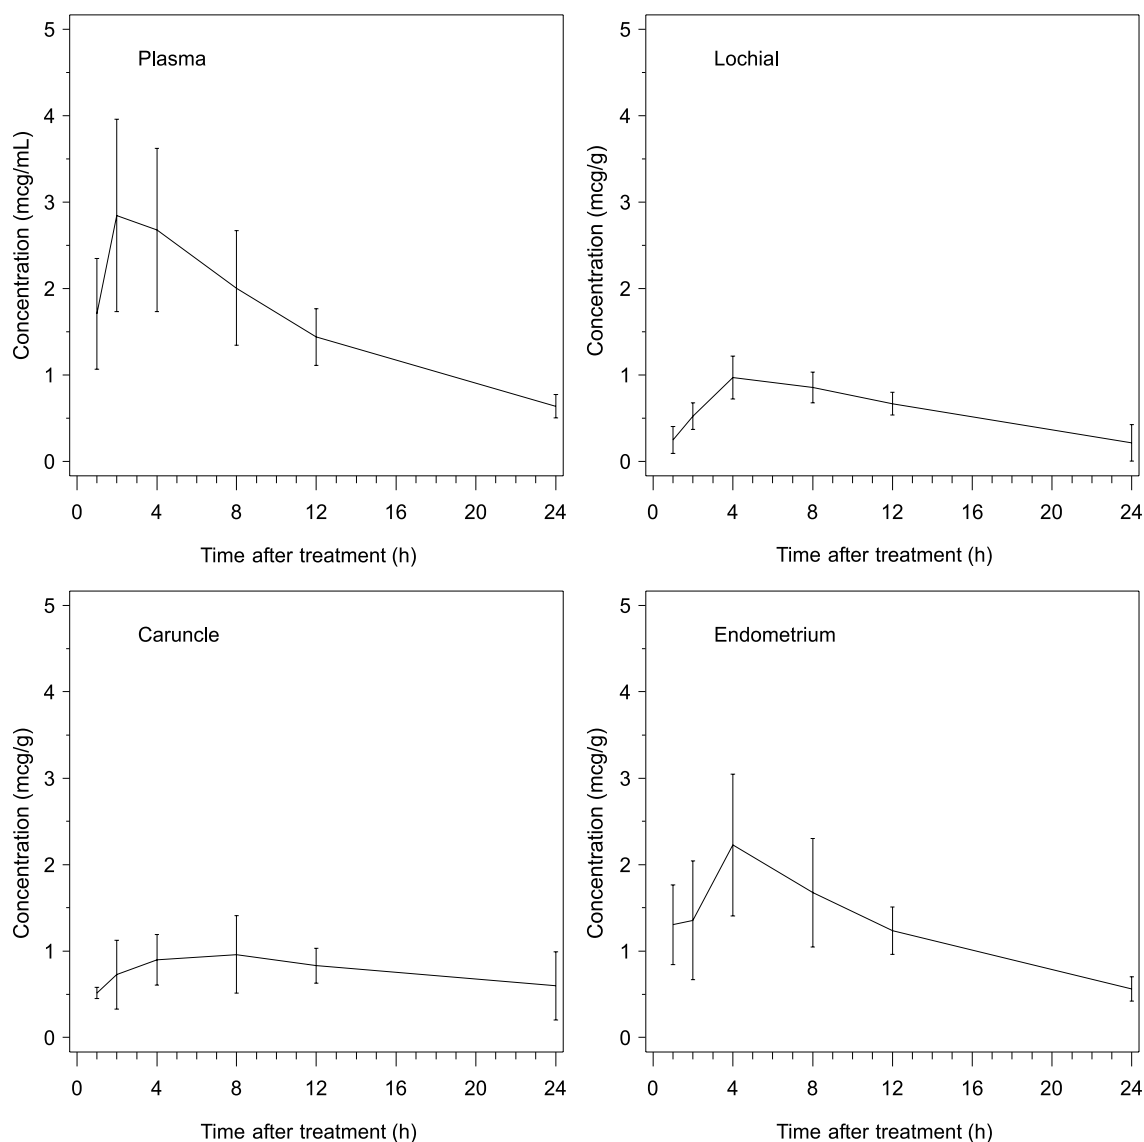 Plasma
Concentration (mcg/mL)
5
4
3
2
1
0
0 4 8 12 16 20 24
Time after treatment (h)
Lochial
Concentration (mcg/g)
5
4
3
2
1
0
0 4 8 12 16 20 24
Time after treatment (h)
Caruncle
Concentration (mcg/g)
5
4
3
2
1
0
0 4 8 12 16 20 24
Time after treatment (h)
Endometrium
Concentration (mcg/g)
5
4
3
2
1
0
0 4 8 12 16 20 24
Time after treatment (h)